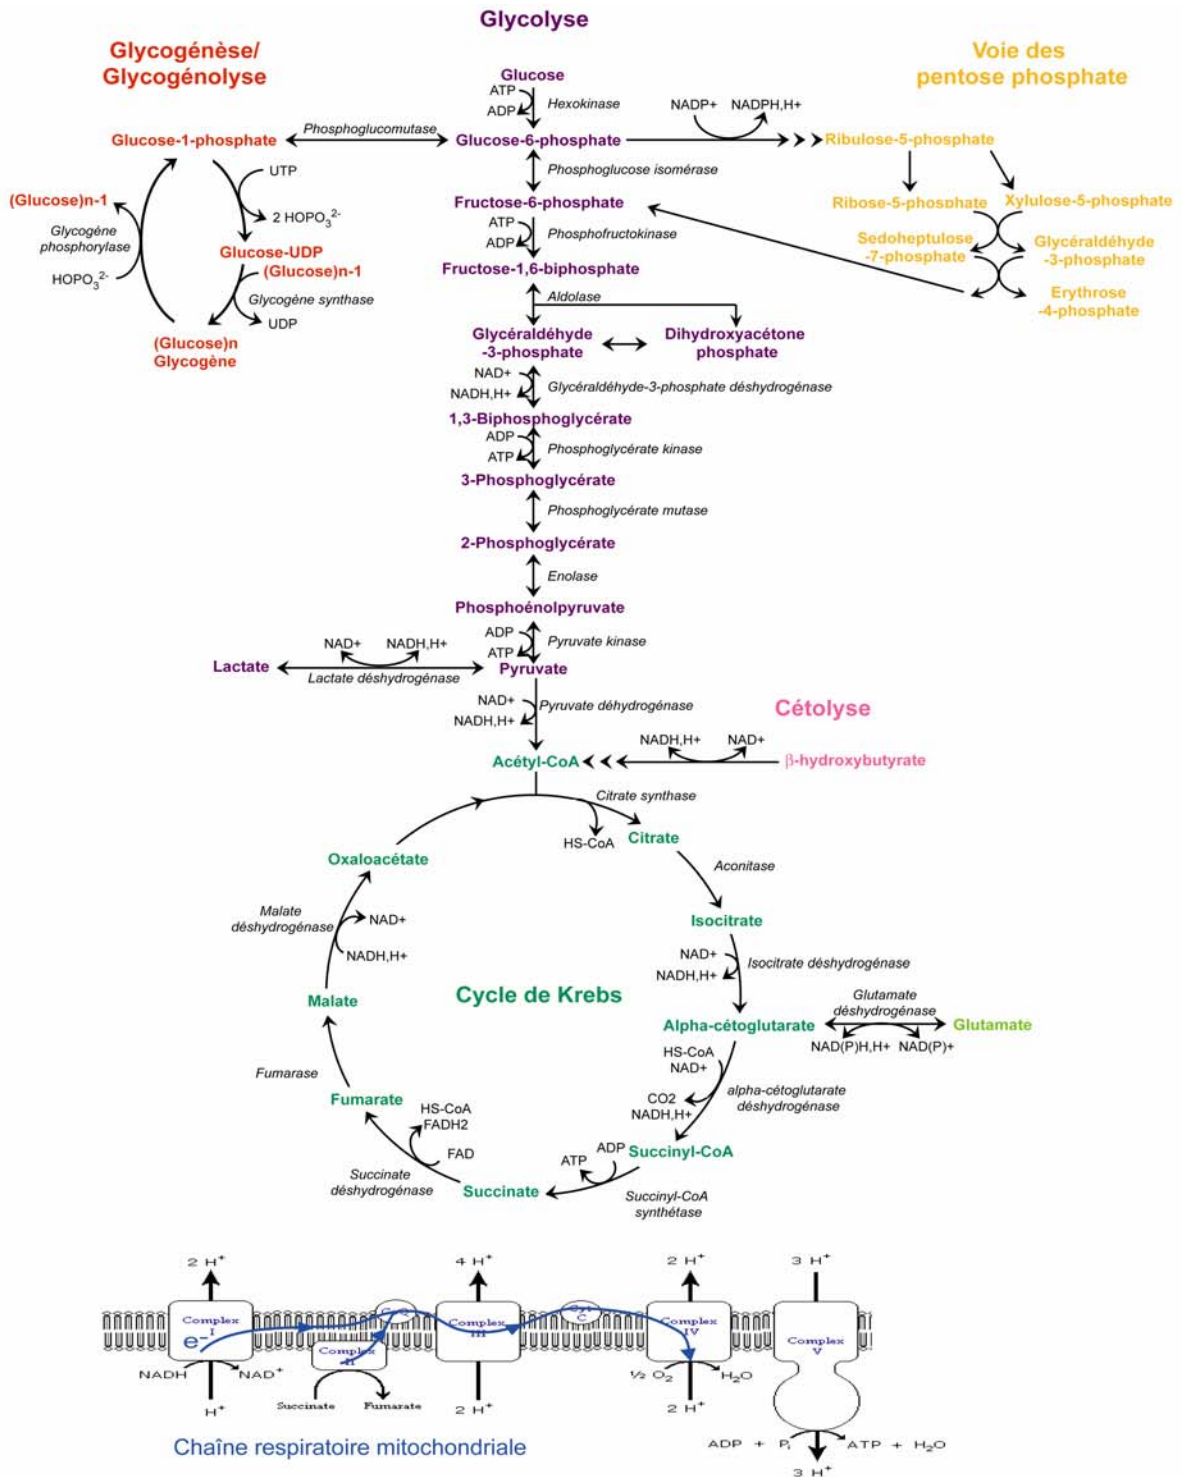 Glycolyse
Glycogénèse/
Glycogénolyse
Voie des
pentose phosphate
Glucose
ATP
ADP
Hexokinase
NADP+
NADPH,H+
Glucose-1-phosphate
Phosphoglucomutase
Glucose-6-phosphate
Ribulose-5-phosphate
UTP
Phosphoglucose isomérase
(Glucose)n-1
2 HOPO₃²⁻
Fructose-6-phosphate
Ribose-5-phosphate
Xylulose-5-phosphate
Glycogéne
phosphorylase
ATP
ADP
Phosphofructokinase
Sedoheptulose
-7-phosphate
Glycéraldéhyde
-3-phosphate
Glucose-UDP
(Glucose)n-1
HOPO₃²⁻
Fructose-1,6-biphosphate
Glycogène synthase
Aldolase
Erythrose
-4-phosphate
UDP
(Glucose)n
Glycogène
Glycéraldéhyde
-3-phosphate
Dihydroxyacétone
phosphate
NAD+
NADH,H+
Glycéraldéhyde-3-phosphate déshydrogénase
1,3-Biphosphoglycérate
ADP
ATP
Phosphoglycérate kinase
3-Phosphoglycérate
Phosphoglycérate mutase
2-Phosphoglycérate
Enolase
Phosphoénolpyruvate
ADP
ATP
Pyruvate kinase
NAD+
NADH,H+
Lactate
Pyruvate
Lactate déshydrogénase
NAD+
NADH,H+
Pyruvate déhydrogénase
Cétolyse
NADH,H+
NAD+
Acétyl-CoA
β-hydroxybutyrate
Citrate synthase
HS-CoA
Citrate
Oxaloacétate
Aconitase
Malate
déshydrogénase
NAD+
Isocitrate
NADH,H+
NAD+
NADH,H+
Isocitrate déshydrogénase
Cycle de Krebs
Malate
Glutamate
déshydrogénase
Alpha-cétoglutarate
Glutamate
NAD(P)H,H+
NAD(P)+
HS-CoA
NAD+
Fumarase
CO2
NADH,H+
alpha-cétoglutarate
déshydrogénase
Fumarate
HS-CoA
FADH2
FAD
ATP
ADP
Succinyl-CoA
Succinate
déshydrogénase
Succinate
Succinyl-CoA
synthétase
2 H⁺
4 H⁺
2 H⁺
3 H⁺
Complex
I
e-
CoQ
Complex
II
Complex
III
Cyt
C
Complex
IV
Complex
V
NADH
NAD⁺
H⁺
Succinate
Fumarate
2 H⁺
½ O₂
H₂O
2 H⁺
ADP + Pᵢ
ATP + H₂O
3 H⁺
Chaîne respiratoire mitochondriale